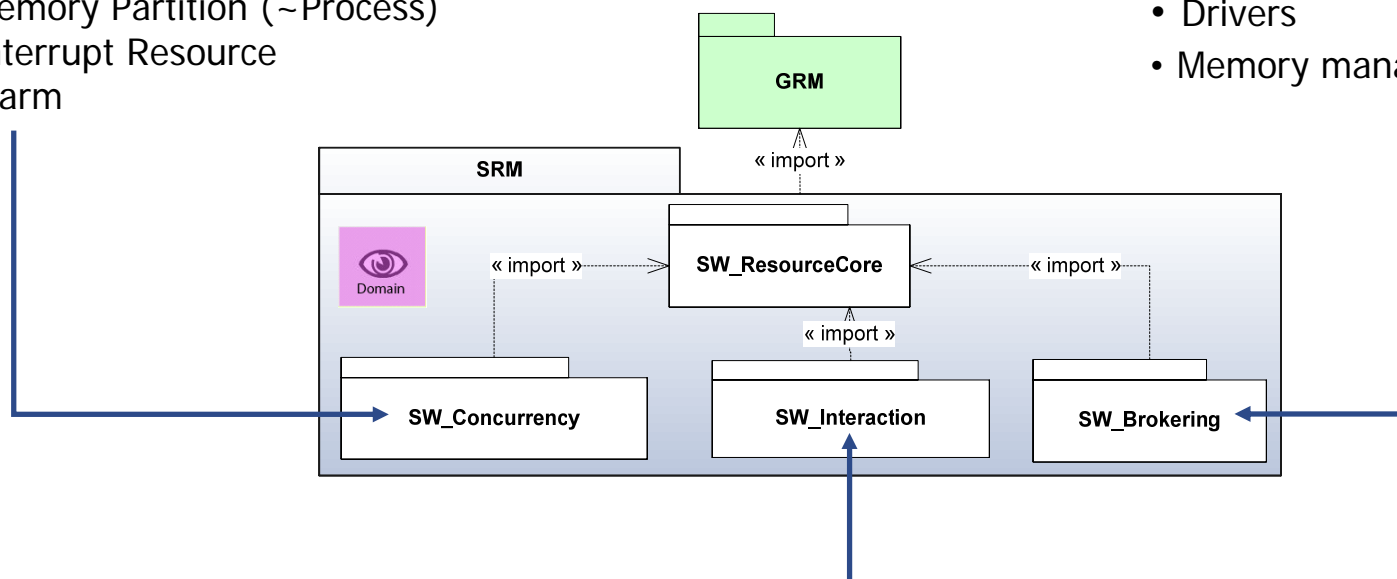 emory Partition (~Process)
terrupt Resource
arm
• Drivers
• Memory mana
GRM
« import »
SRM
Domain
« import »
SW_ResourceCore
« import »
« import »
SW_Concurrency
SW_Interaction
SW_Brokering